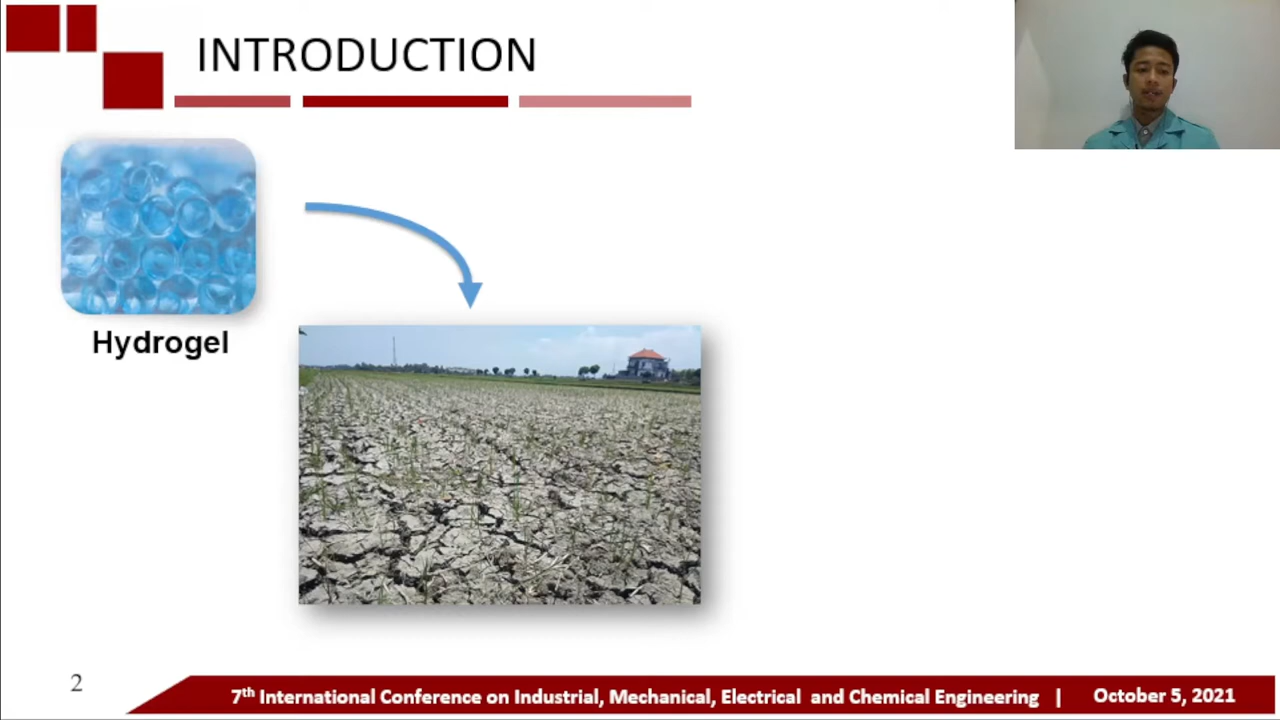 INTRODUCTION
Hydrogel
2
7th International Conference on Industrial, Mechanical, Electrical and Chemical Engineering | October 5, 2021